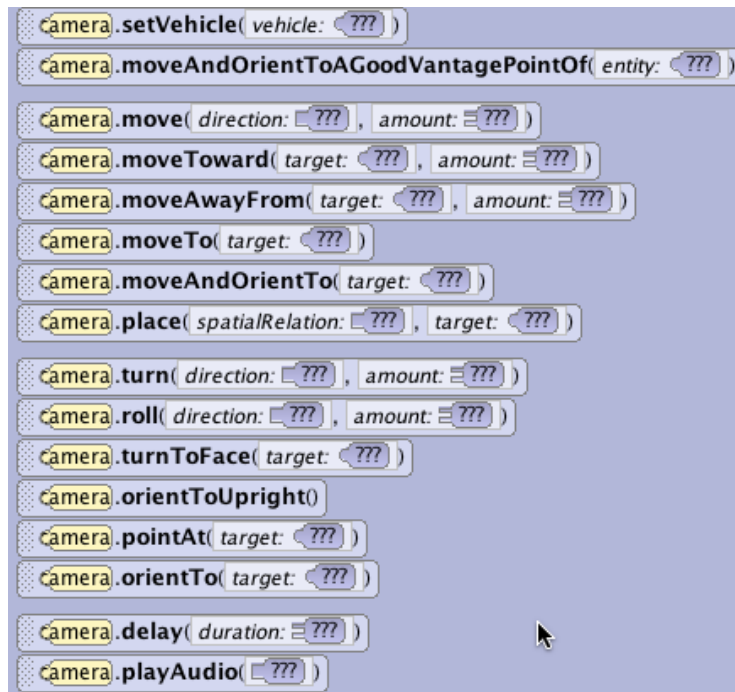 camera.setVehicle( vehicle: ??? )
camera.moveAndOrientToAGoodVantagePointOf( entity: ??? )
camera.move( direction: ??? , amount: ??? )
camera.moveToward( target: ??? , amount: ??? )
camera.moveAwayFrom( target: ??? , amount: ??? )
camera.moveTo( target: ??? )
camera.moveAndOrientTo( target: ??? )
camera.place( spatialRelation: ??? , target: ??? )
camera.turn( direction: ??? , amount: ??? )
camera.roll( direction: ??? , amount: ??? )
camera.turnToFace( target: ??? )
camera.orientToUpright()
camera.pointAt( target: ??? )
camera.orientTo( target: ??? )
camera.delay( duration: ??? )
camera.playAudio( ??? )